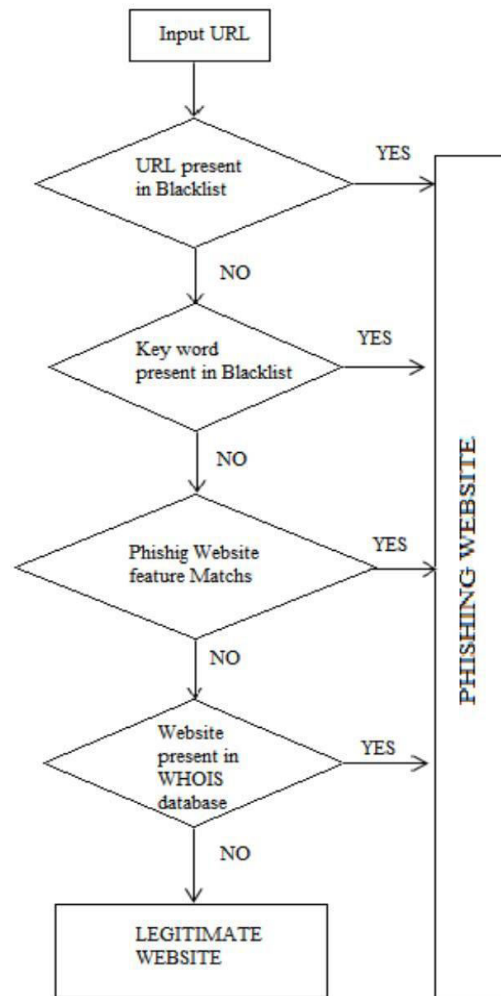 Input URL
URL present
in Blacklist
YES
NO
Key word
present in Blacklist
YES
NO
Phishig Website
feature Matchs
YES
NO
Website
present in
WHOIS
database
YES
NO
LEGITIMATE
WEBSITE
PHISHING WEBSITE